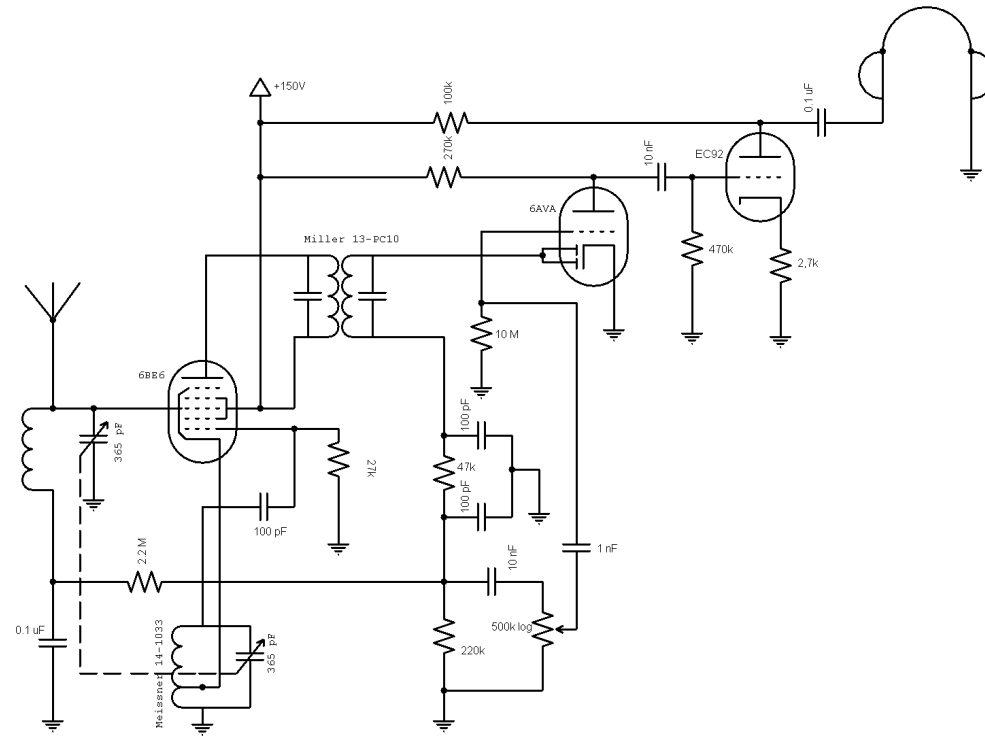 +150V
100k
0.1 uF
270k
10 nF
EC92
6AVA
470k
2,7k
Miller 13-PC10
10 M
6BE6
365 pF
27k
100 pF
100 pF
47k
100 pF
2.2 M
10 nF
1 nF
500k log
0.1 uF
Meissner 14-1033
365 pF
220k